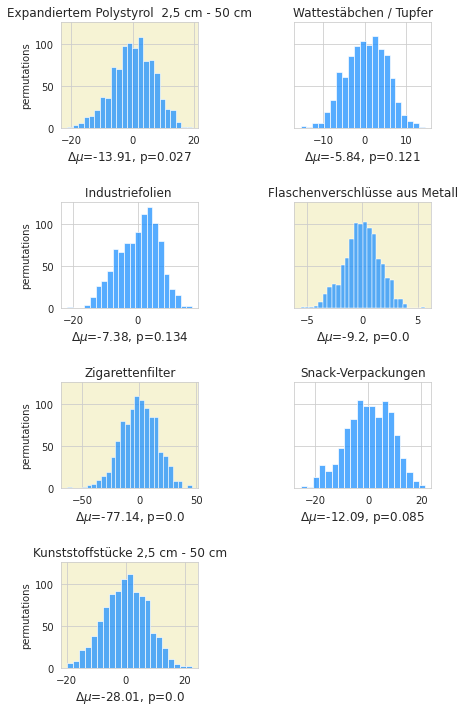 Expandiertem Polystyrol 2,5 cm - 50 cm
permutations
100
50
0
−20
0
20
Δμ=-13.91, p=0.027
Wattestäbchen / Tupfer
−10
0
10
Δμ=-5.84, p=0.121
Industriefolien
permutations
100
50
0
−20
0
Δμ=-7.38, p=0.134
Flaschenverschlüsse aus Metall
−5
0
5
Δμ=-9.2, p=0.0
Zigarettenfilter
permutations
100
50
0
−50
0
50
Δμ=-77.14, p=0.0
Snack-Verpackungen
−20
0
20
Δμ=-12.09, p=0.085
Kunststoffstücke 2,5 cm - 50 cm
permutations
100
50
0
−20
0
20
Δμ=-28.01, p=0.0